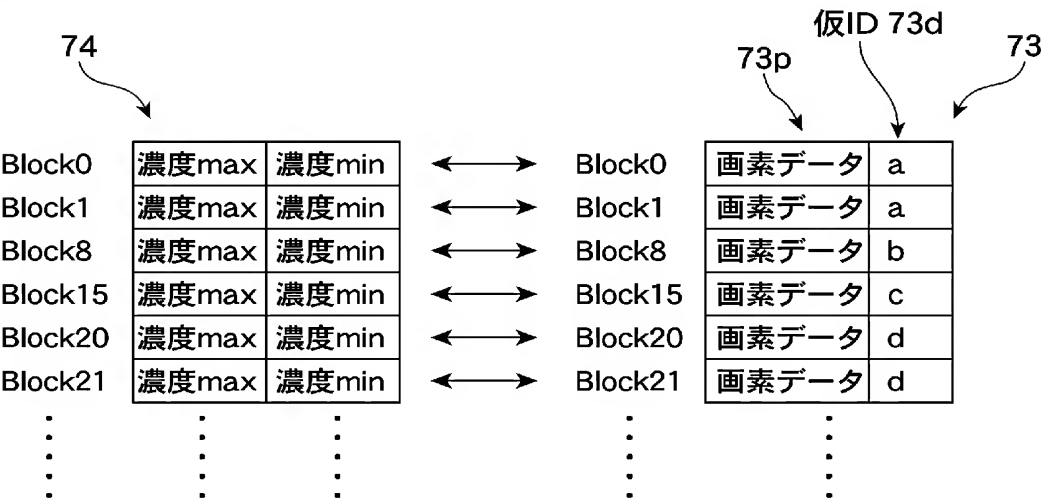 仮ID 73d
74
73p
73
Block0 濃度max 濃度min Block0 画素データ a
Block1 濃度max 濃度min Block1 画素データ a
Block8 濃度max 濃度min Block8 画素データ b
Block15 濃度max 濃度min Block15 画素データ c
Block20 濃度max 濃度min Block20 画素データ d
Block21 濃度max 濃度min Block21 画素データ d